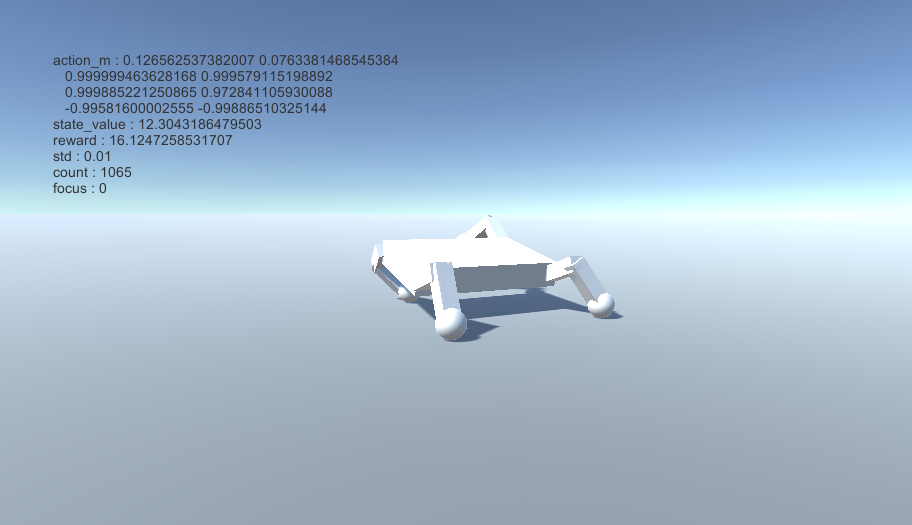 action_m : 0.126562537382007 0.0763381468545384
0.999999463628168 0.999579115198892
0.999885221250865 0.972841105930088
-0.99581600002555 -0.99886510325144
state_value : 12.3043186479503
reward : 16.1247258531707
std : 0.01
count : 1065
focus : 0